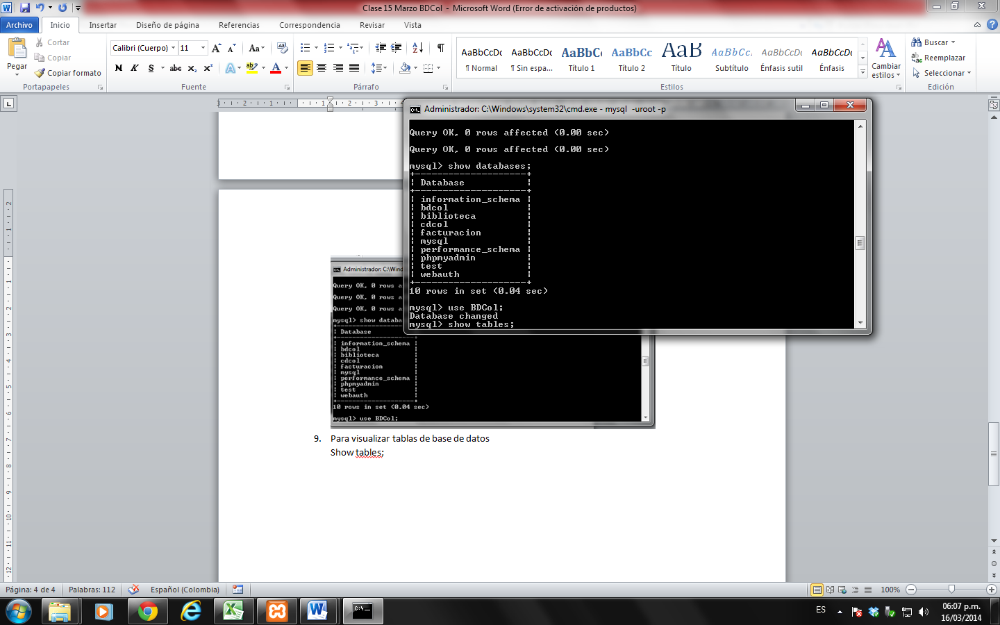 Clase 15 Marzo BDCol - Microsoft Word (Error de activación de productos)
Archivo Inicio Insertar Diseño de página Referencias Correspondencia Revisar Vista
Pegar
Cortar
Copiar
Copiar formato
Portapapeles
Calibri (Cuerpo) 11
Fuente
Párrafo
AaBbCcDc AaBbCcDc AaBbC AaBbCc AaB AaBbCc. AaBbCcDc AaBbCcDc
¶ Normal ¶ Sin espa... Título 1 Título 2 Título Subtítulo Énfasis sutil Énfasis
Cambiar estilos
Estilos
Buscar
Reemplazar
Seleccionar
Edición
Administrador: C:\Windows\system32\cmd.exe - mysql -uroot -p
Query OK, 0 rows affected (0.00 sec)
Query OK, 0 rows affected (0.00 sec)
mysql> show databases;
+--------------------+
| Database |
+--------------------+
| information_schema |
| bdcol |
| biblioteca |
| cdcol |
| facturacion |
| mysql |
| performance_schema |
| phpmyadmin |
| test |
| webauth |
+--------------------+
10 rows in set (0.04 sec)
mysql> use BDCol;
Database changed
mysql> show tables;
Administrador: C:\Win
Query OK, 0 rows a
Query OK, 0 rows a
Query OK, 0 rows a
mysql> show databa
| Database
| information_schema |
| bdcol |
| biblioteca |
| cdcol |
| facturacion |
| mysql |
| performance_schema |
| phpmyadmin |
| test |
| webauth |
+--------------------+
10 rows in set (0.04 sec)
mysql> use BDCol;
9. Para visualizar tablas de base de datos
Show tables;
Página: 4 de 4 Palabras: 112 Español (Colombia) 100%
ES 06:07 p.m.
16/03/2014